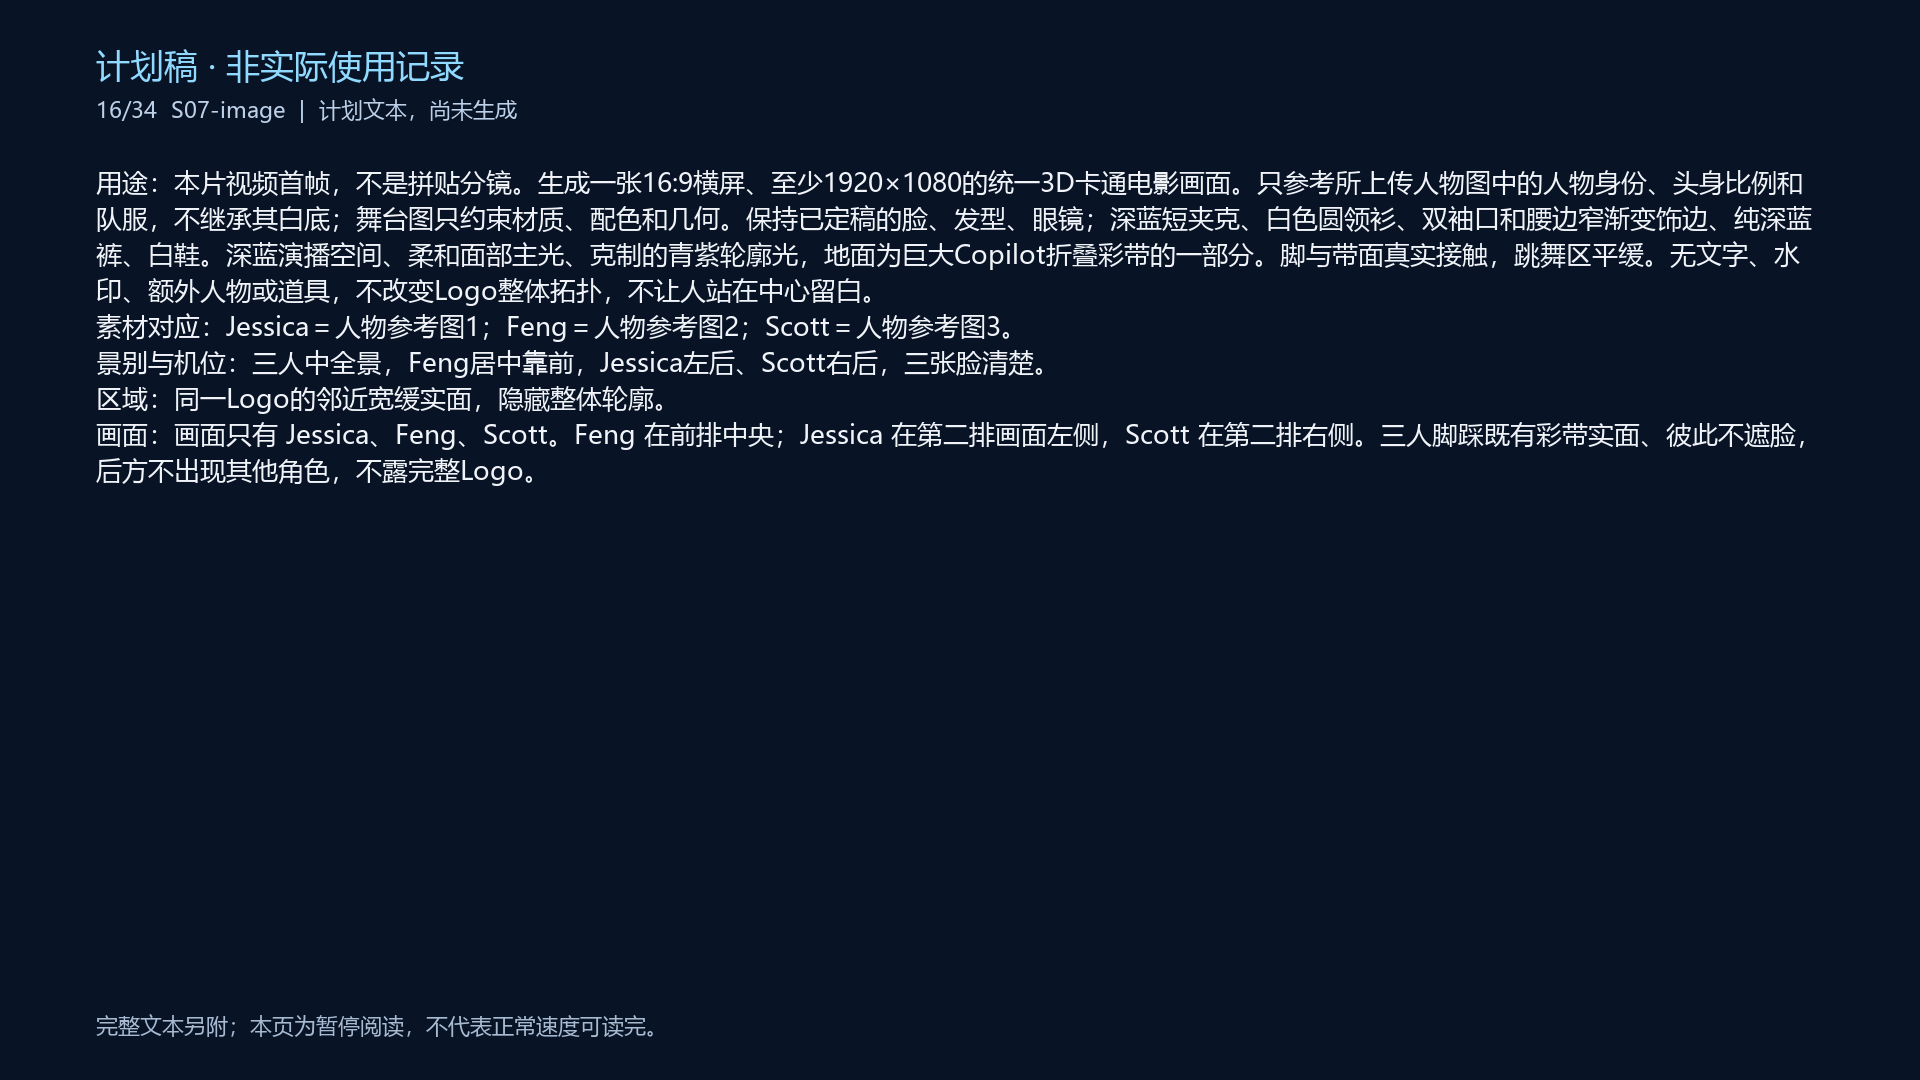 计划稿 · 非实际使用记录
16/34  S07-image  |  计划文本，尚未生成
用途：本片视频首帧，不是拼贴分镜。生成一张16:9横屏、至少1920×1080的统一3D卡通电影画面。只参考所上传人物图中的人物身份、头身比例和
队服，不继承其白底；舞台图只约束材质、配色和几何。保持已定稿的脸、发型、眼镜；深蓝短夹克、白色圆领衫、双袖口和腰边窄渐变饰边、纯深蓝
裤、白鞋。深蓝演播空间、柔和面部主光、克制的青紫轮廓光，地面为巨大Copilot折叠彩带的一部分。脚与带面真实接触，跳舞区平缓。无文字、水
印、额外人物或道具，不改变Logo整体拓扑，不让人站在中心留白。
素材对应：Jessica＝人物参考图1；Feng＝人物参考图2；Scott＝人物参考图3。
景别与机位：三人中全景，Feng居中靠前，Jessica左后、Scott右后，三张脸清楚。
区域：同一Logo的邻近宽缓实面，隐藏整体轮廓。
画面：画面只有 Jessica、Feng、Scott。Feng 在前排中央；Jessica 在第二排画面左侧，Scott 在第二排右侧。三人脚踩既有彩带实面、彼此不遮脸，
后方不出现其他角色，不露完整Logo。
完整文本另附；本页为暂停阅读，不代表正常速度可读完。